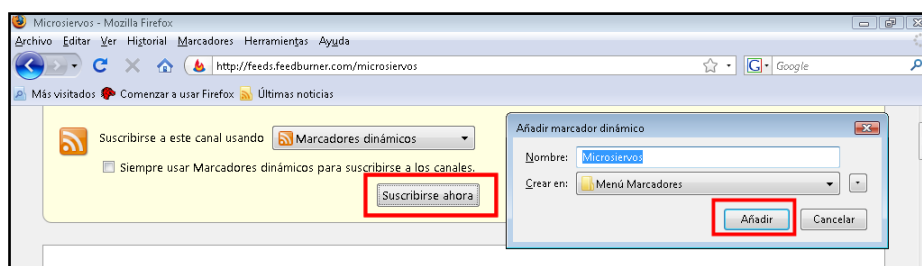 Microsiervos - Mozilla Firefox
Archivo Editar Ver Historial Marcadores Herramientas Ayuda
http://feeds.feedburner.com/microsiervos
G Google
Más visitados Comenzar a usar Firefox Últimas noticias
Suscribirse a este canal usando Marcadores dinámicos
Siempre usar Marcadores dinámicos para suscribirse a los canales.
Suscribirse ahora
Añadir marcador dinámico
Nombre: Microsiervos
Crear en: Menú Marcadores
Añadir Cancelar